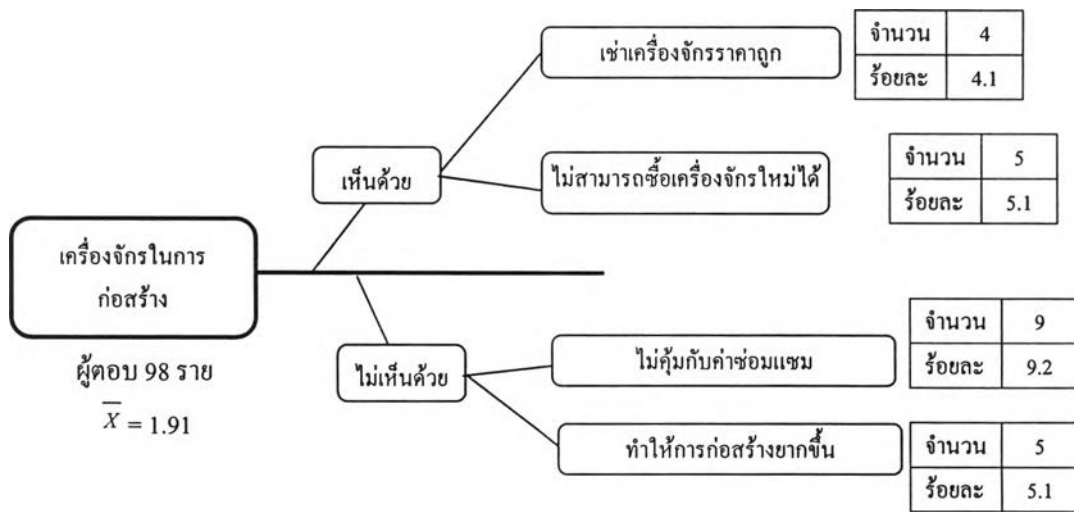 เช่าเครื่องจักรราคาถูก
จำนวน 4
ร้อยละ 4.1
เห็นด้วย
ไม่สามารถซื้อเครื่องจักรใหม่ได้
จำนวน 5
ร้อยละ 5.1
เครื่องจักรในการ
ก่อสร้าง
ผู้ตอบ 98 ราย
X̄ = 1.91
ไม่เห็นด้วย
ไม่คุ้มกับค่าซ่อมแซม
จำนวน 9
ร้อยละ 9.2
ทำให้การก่อสร้างยากขึ้น
จำนวน 5
ร้อยละ 5.1